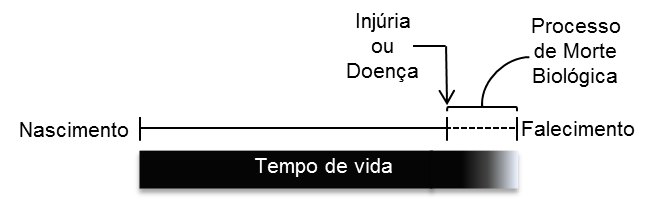 Injúria
ou
Doença
Processo
de Morte
Biológica
Nascimento
Falecimento
Tempo de vida